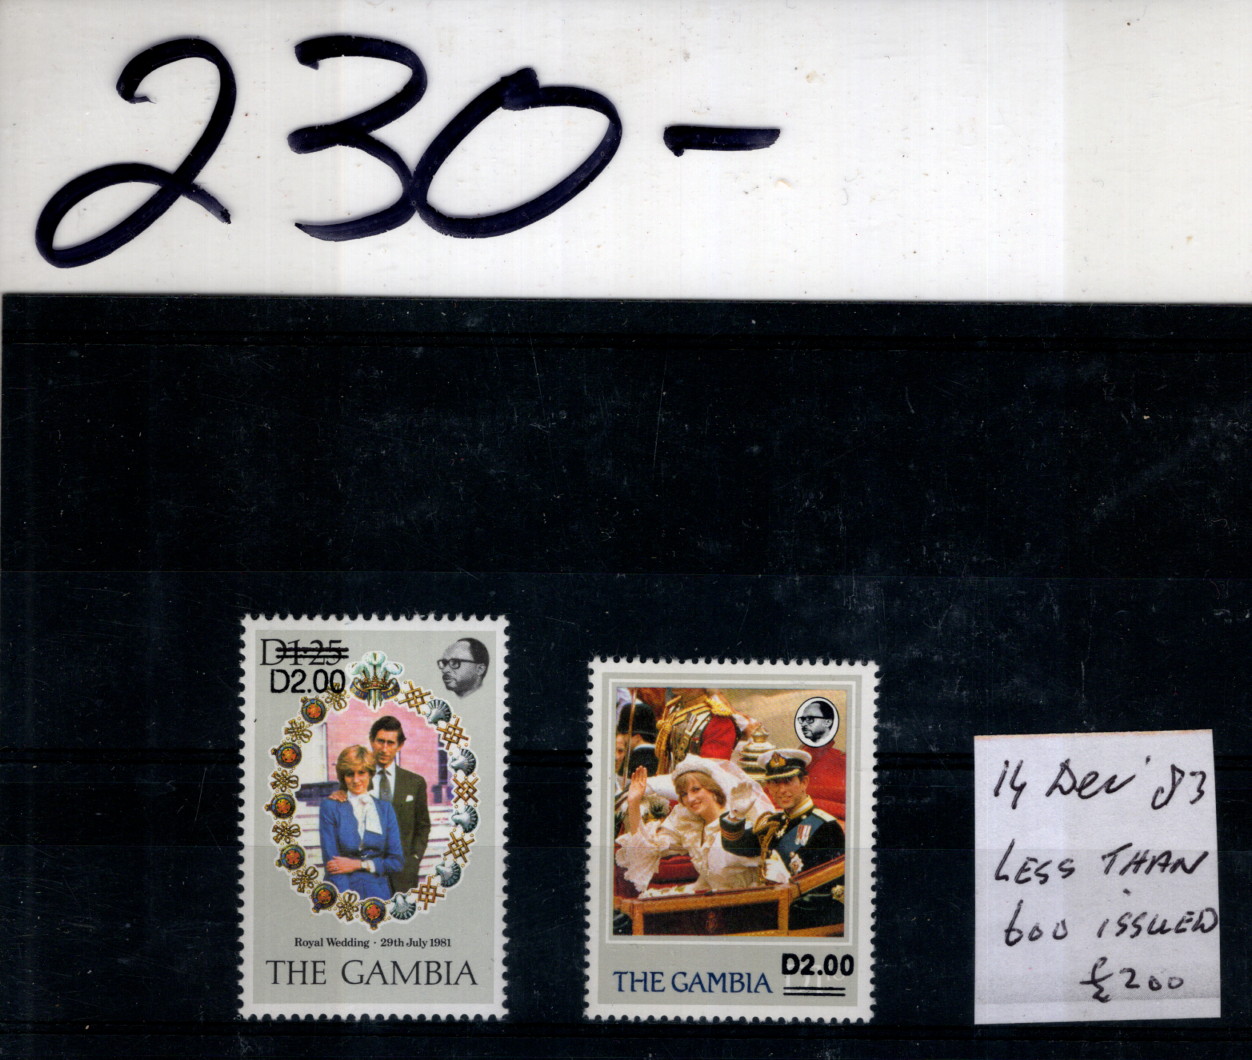 230-
D1·25
D2.00
Royal Wedding · 29th July 1981
THE GAMBIA
THE GAMBIA
D2.00
14 Dec '83
LESS THAN
600 ISSUED
£200